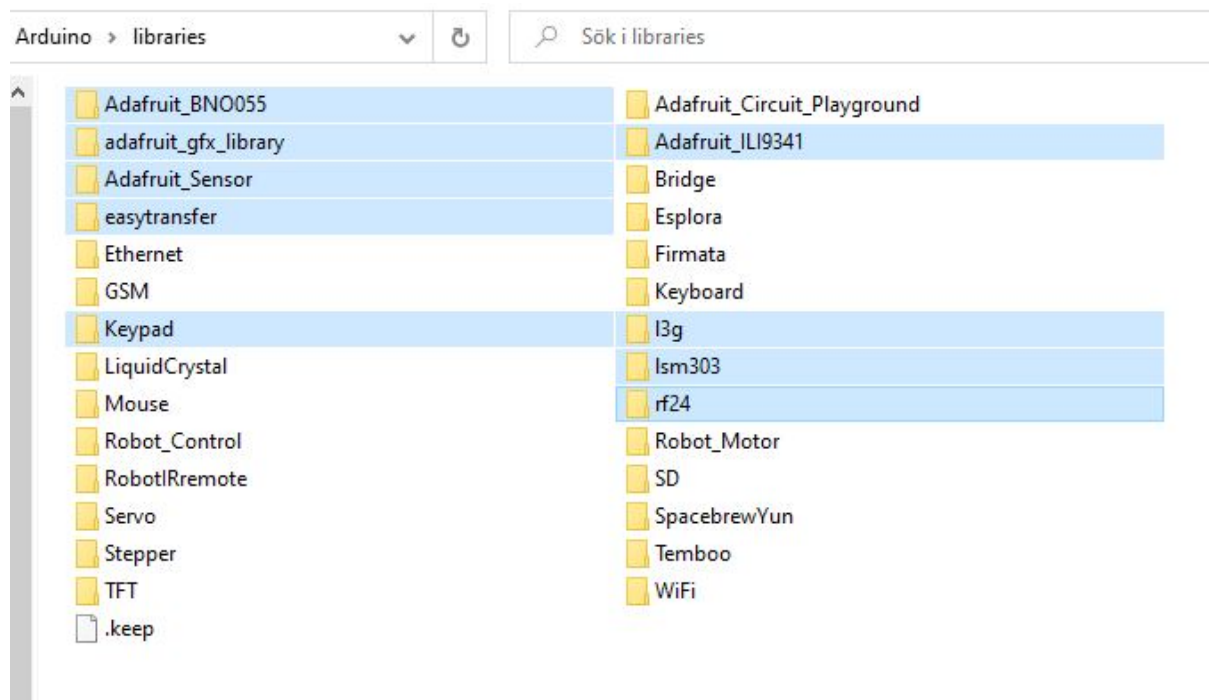 Arduino > libraries
Sök i libraries
Adafruit_BNO055 Adafruit_Circuit_Playground
adafruit_gfx_library Adafruit_ILI9341
Adafruit_Sensor Bridge
easytransfer Esplora
Ethernet Firmata
GSM Keyboard
Keypad l3g
LiquidCrystal lsm303
Mouse rf24
Robot_Control Robot_Motor
RobotIRremote SD
Servo SpacebrewYun
Stepper Temboo
TFT WiFi
.keep